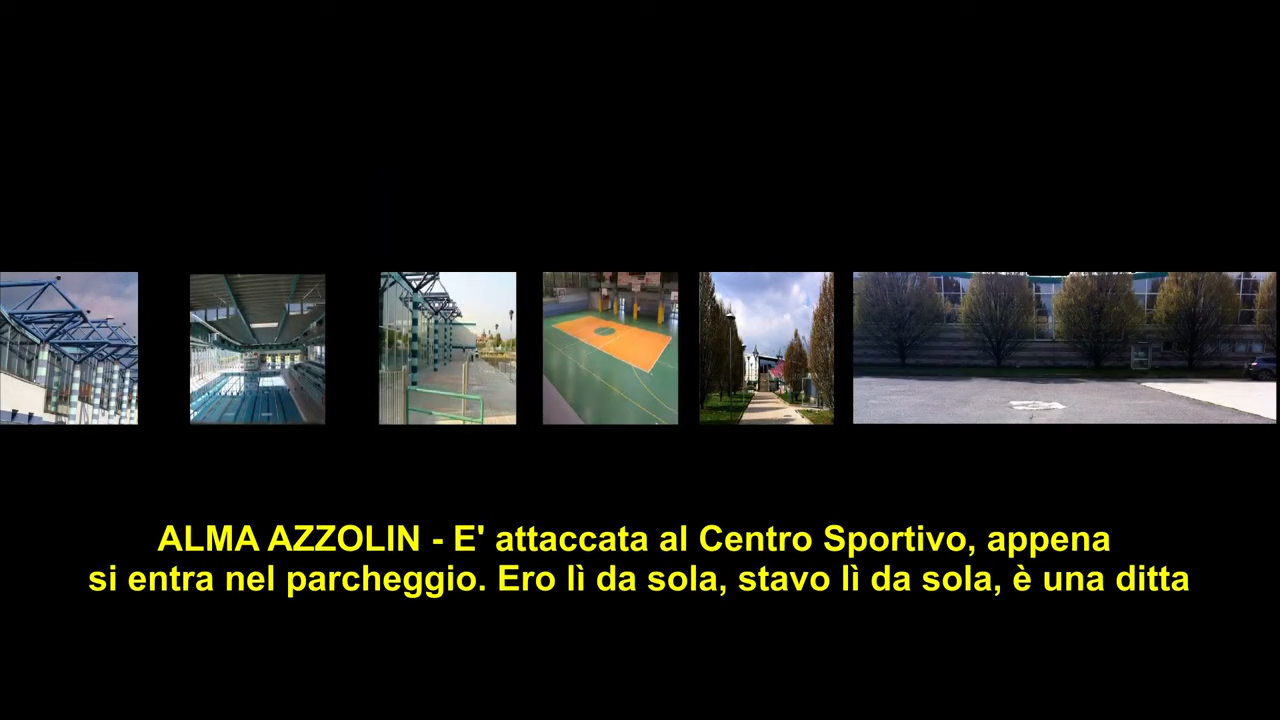 ALMA AZZOLIN - E' attaccata al Centro Sportivo, appena
si entra nel parcheggio. Ero lì da sola, stavo lì da sola, è una ditta